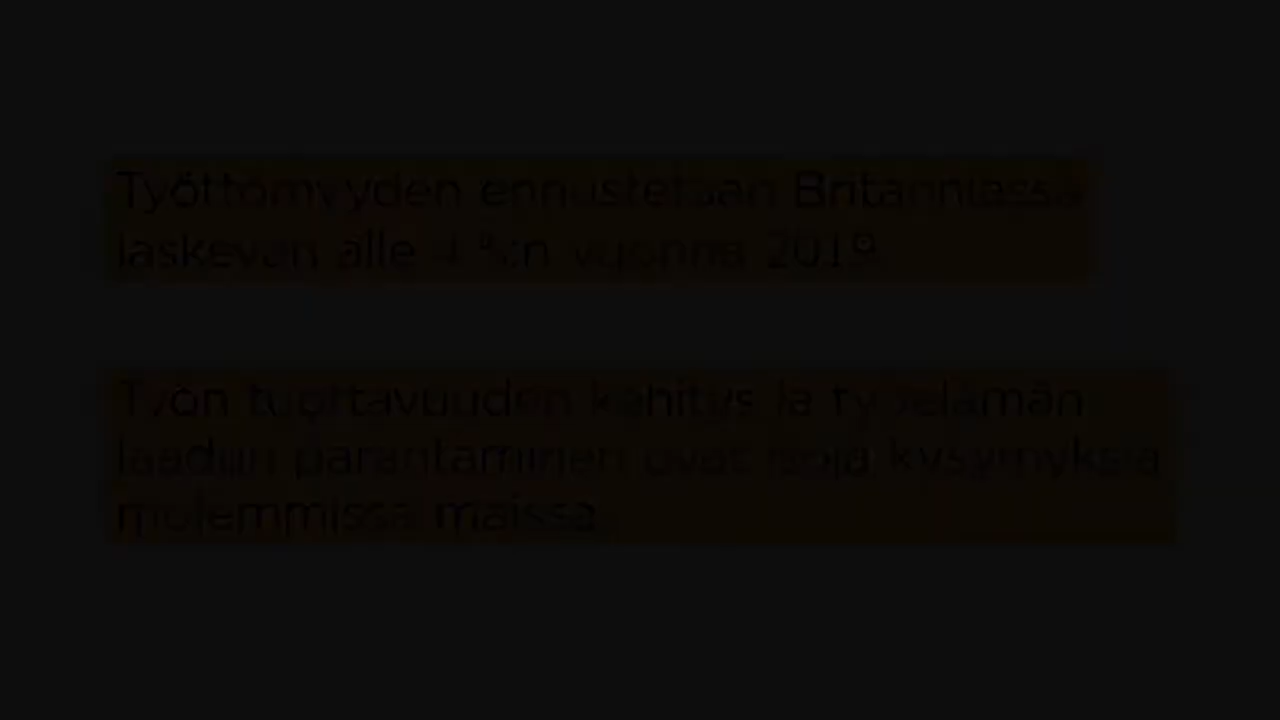 Työttömyyden ennustetaan Britanniassa
laskevan alle 4 %:n vuonna 2019.
Työn tuottavuuden kehitys ja työelämän
laadun parantaminen ovat isoja kysymyksiä
molemmissa maissa.